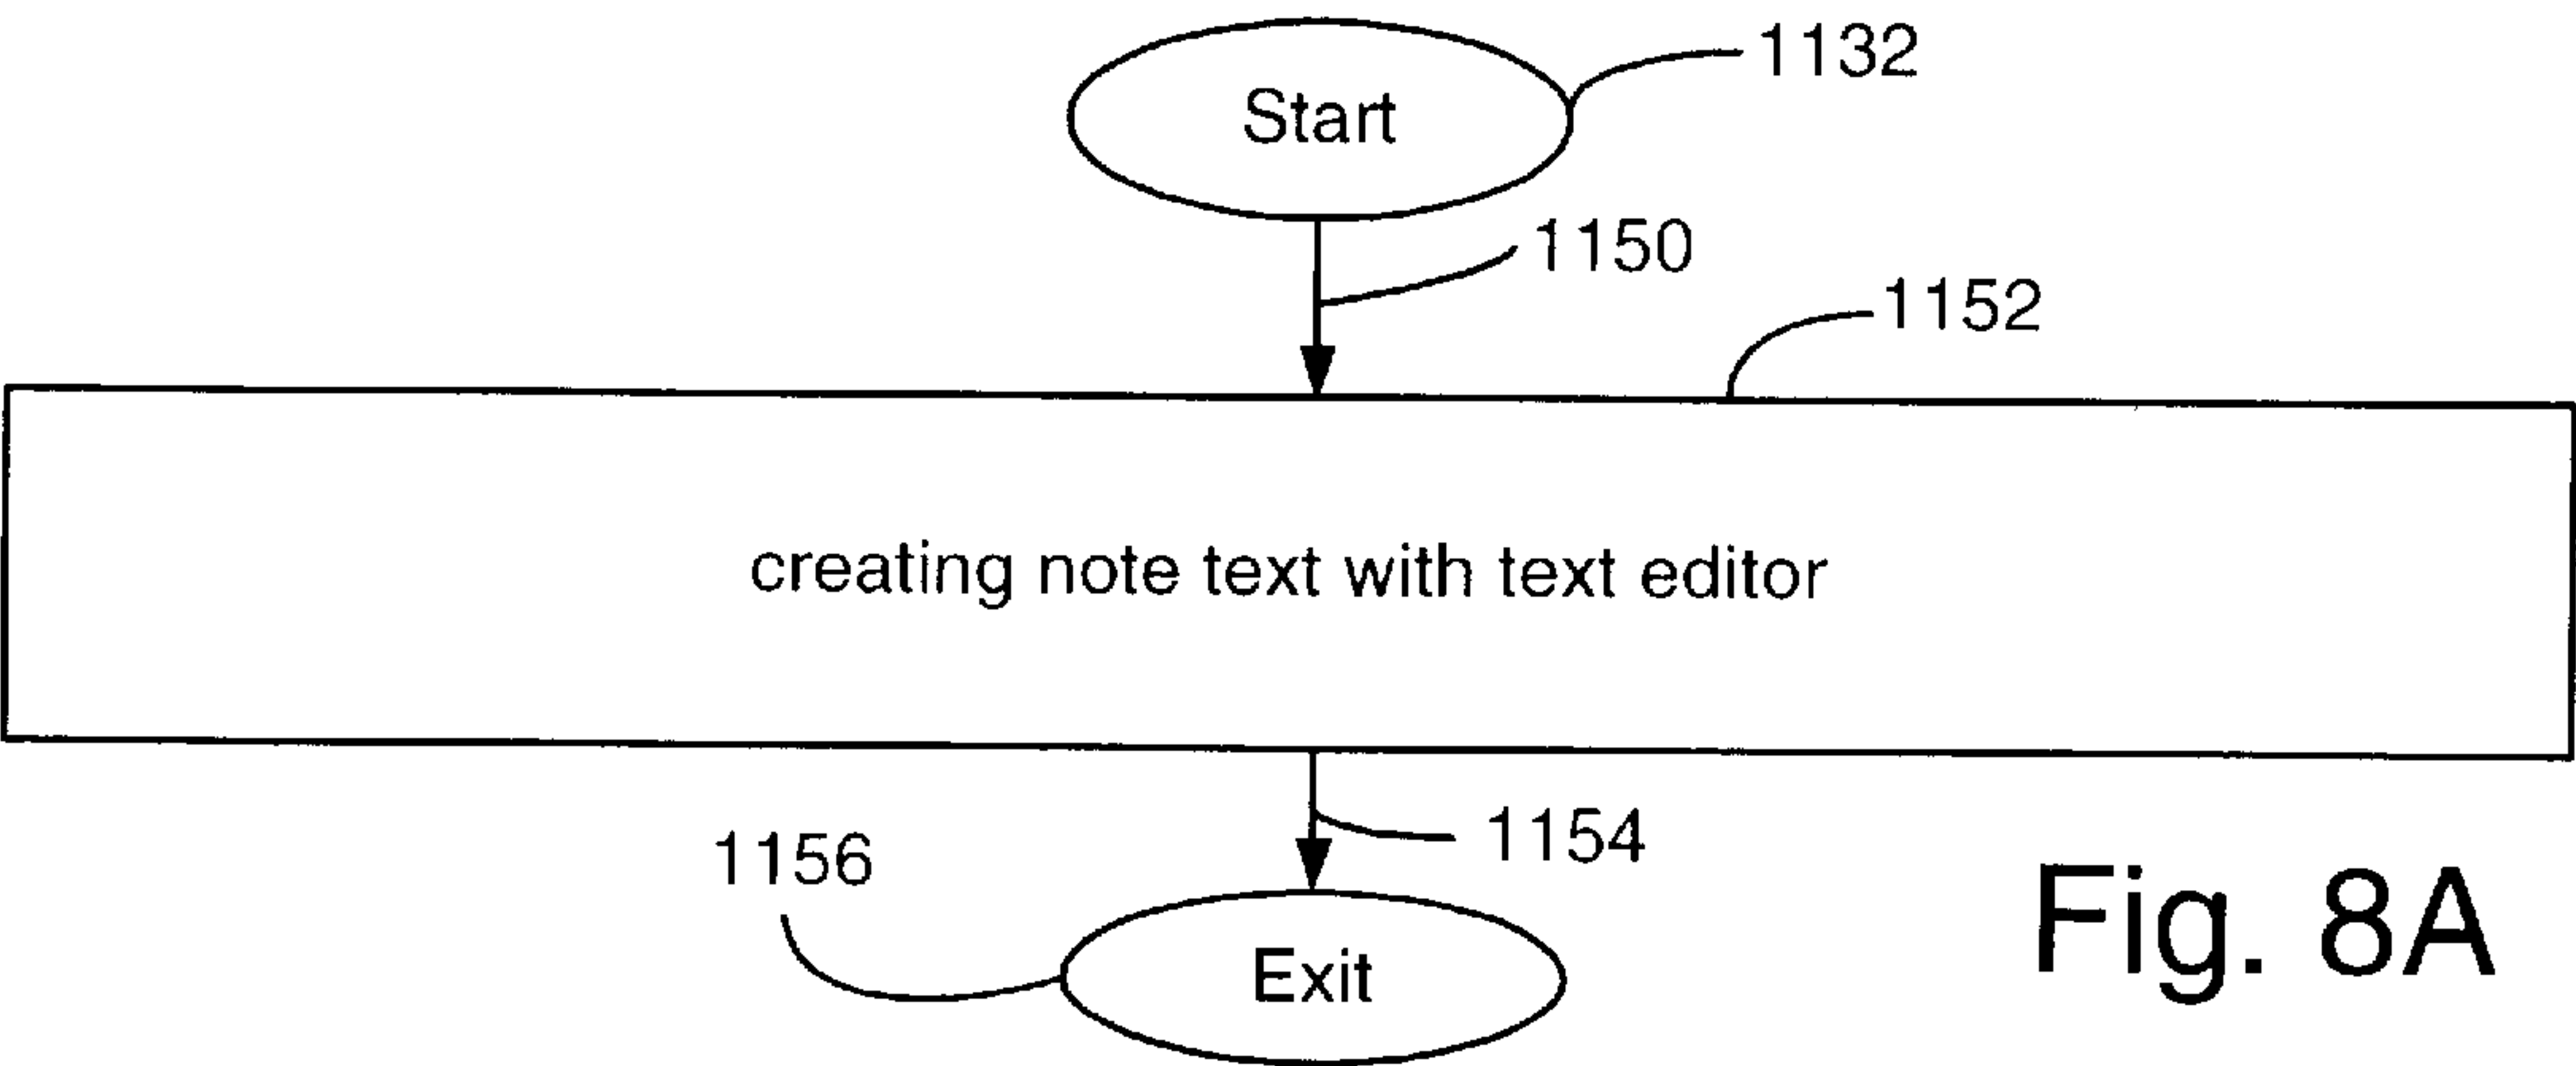 Start
1132
1150
1152
creating note text with text editor
1154
1156
Exit
Fig. 8A